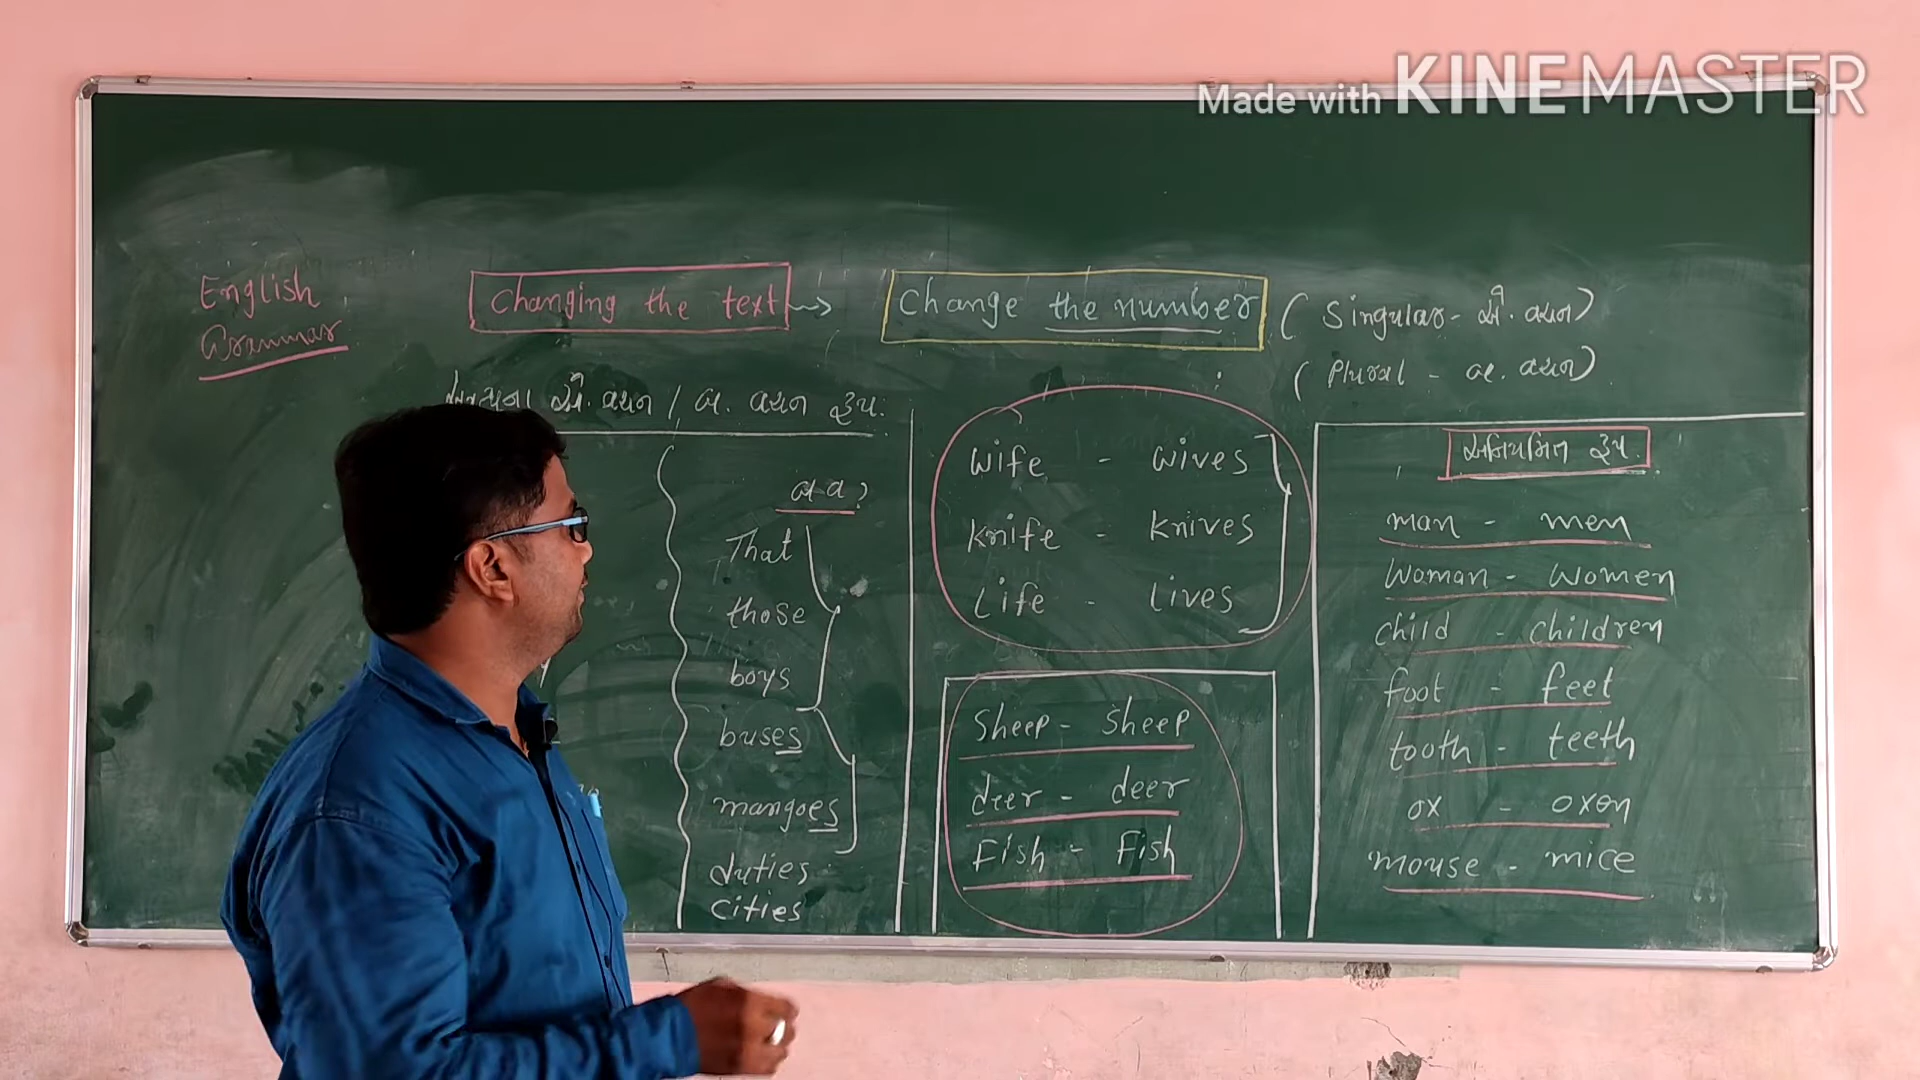 Made with KINEMASTER
English
Grammar
Changing the text → Change the number ( Singular - એ. વચન )
( Plural - બ. વચન )
એ. વચન / બ. વચન રૂપ.
બ વ
That
those
boys
buses
mangoes
duties
cities
wife - wives
knife - knives
Life - lives
Sheep - Sheep
deer - deer
Fish - Fish
અનિયમિત રૂપ.
man - men
Woman - Women
child - children
foot - feet
tooth - teeth
ox - oxen
mouse - mice